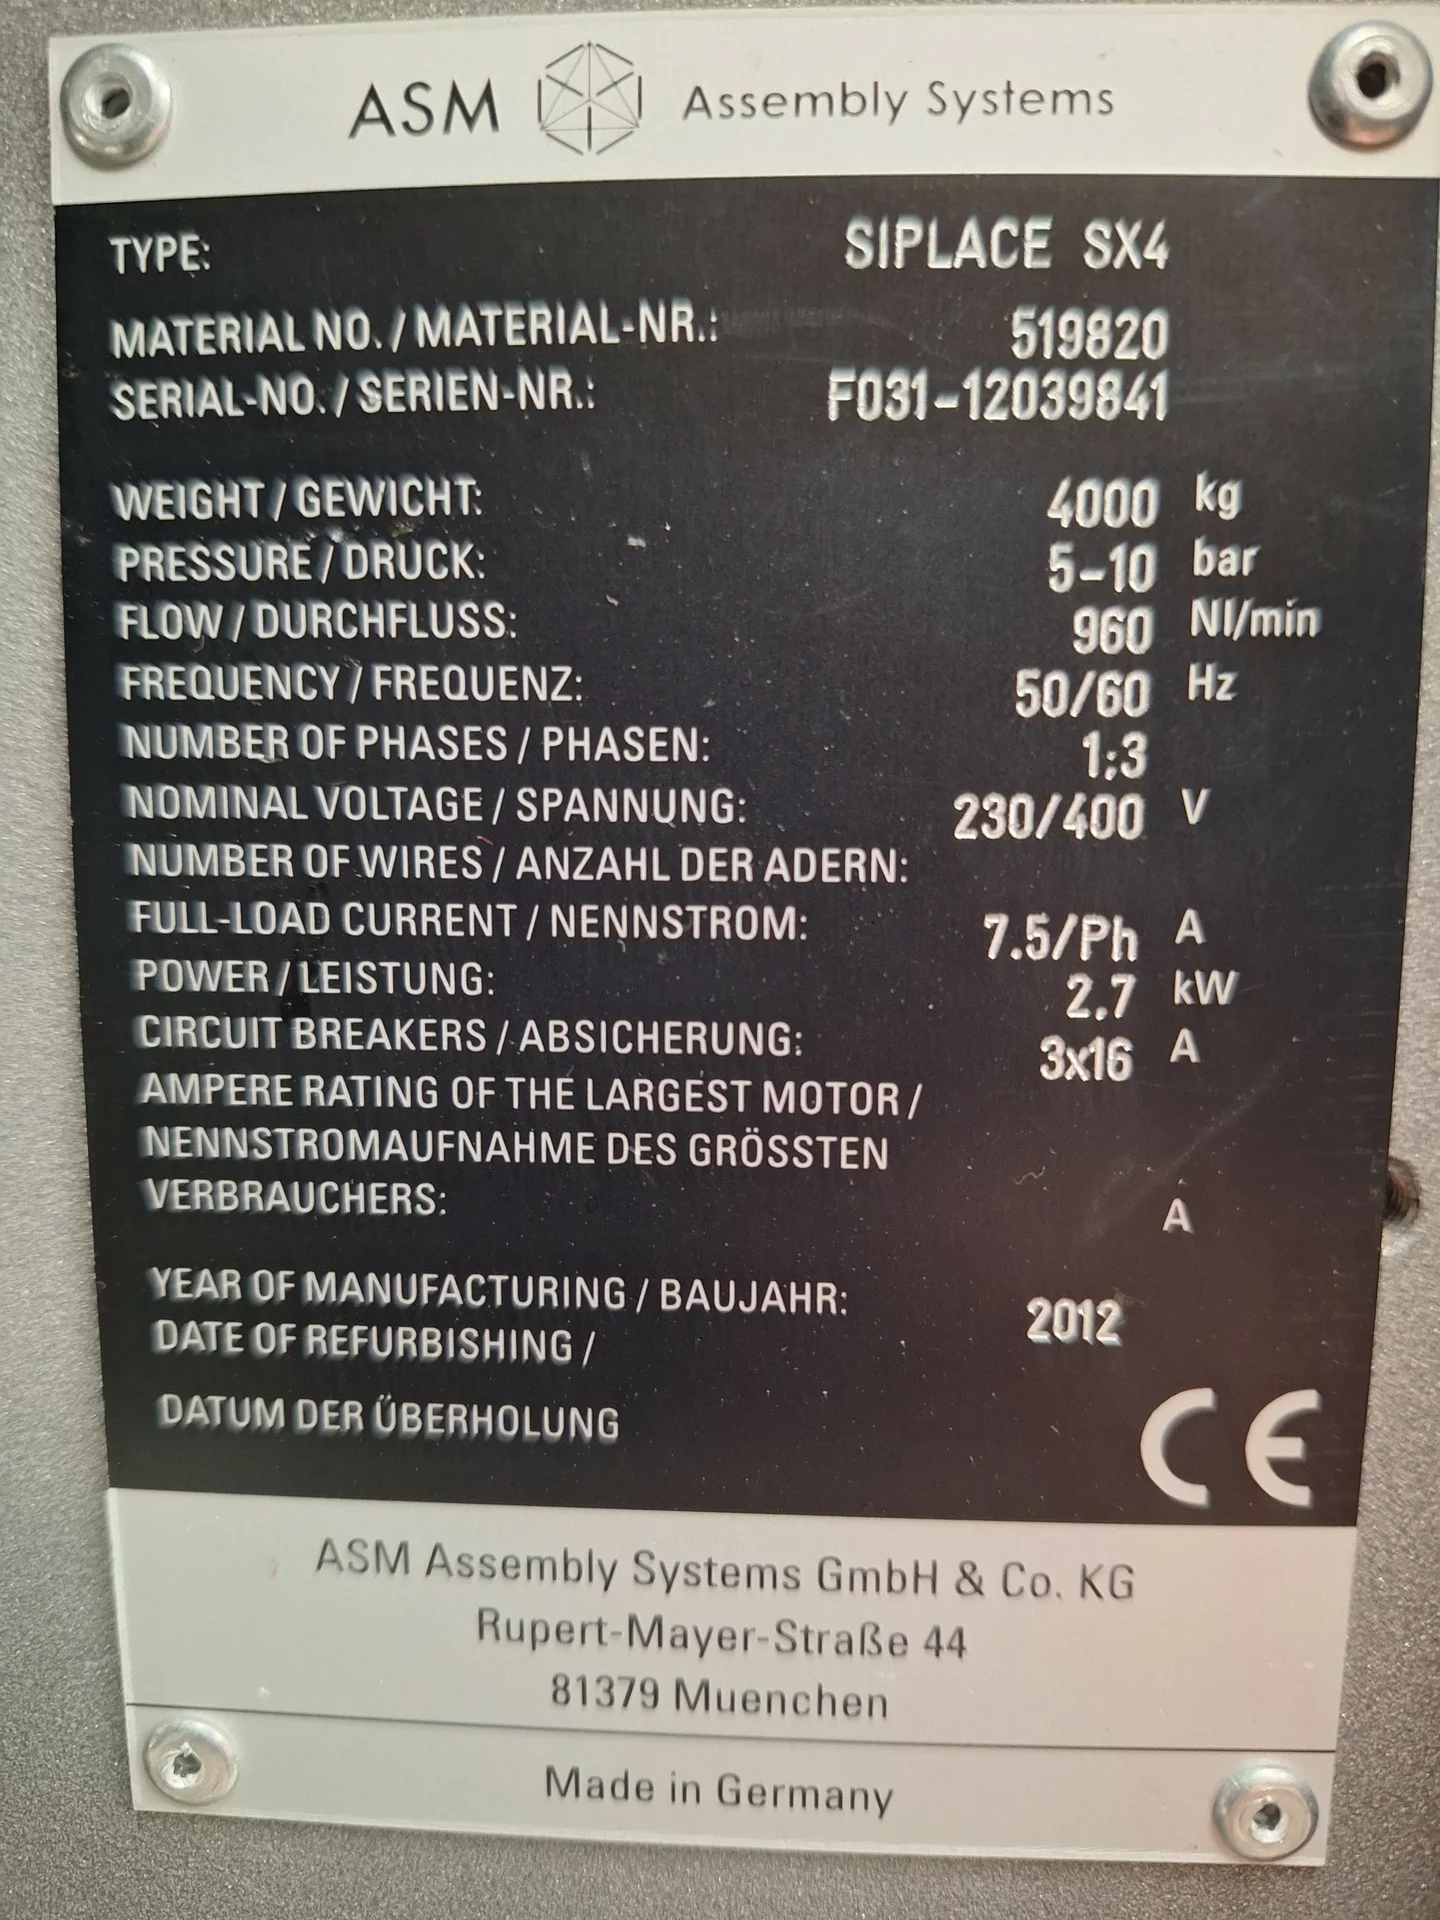 ASM Assembly Systems
TYPE: SIPLACE SX4
MATERIAL NO. / MATERIAL-NR.: 519820
SERIAL-NO. / SERIEN-NR.: F031-12039841
WEIGHT / GEWICHT: 4000 kg
PRESSURE / DRUCK: 5-10 bar
FLOW / DURCHFLUSS: 960 Nl/min
FREQUENCY / FREQUENZ: 50/60 Hz
NUMBER OF PHASES / PHASEN: 1;3
NOMINAL VOLTAGE / SPANNUNG: 230/400 V
NUMBER OF WIRES / ANZAHL DER ADERN:
FULL-LOAD CURRENT / NENNSTROM: 7.5/Ph A
POWER / LEISTUNG: 2.7 kW
CIRCUIT BREAKERS / ABSICHERUNG: 3x16 A
AMPERE RATING OF THE LARGEST MOTOR /
NENNSTROMAUFNAHME DES GRÖSSTEN
VERBRAUCHERS: A
YEAR OF MANUFACTURING / BAUJAHR: 2012
DATE OF REFURBISHING /
DATUM DER ÜBERHOLUNG
CE
ASM Assembly Systems GmbH & Co. KG
Rupert-Mayer-Straße 44
81379 Muenchen
Made in Germany